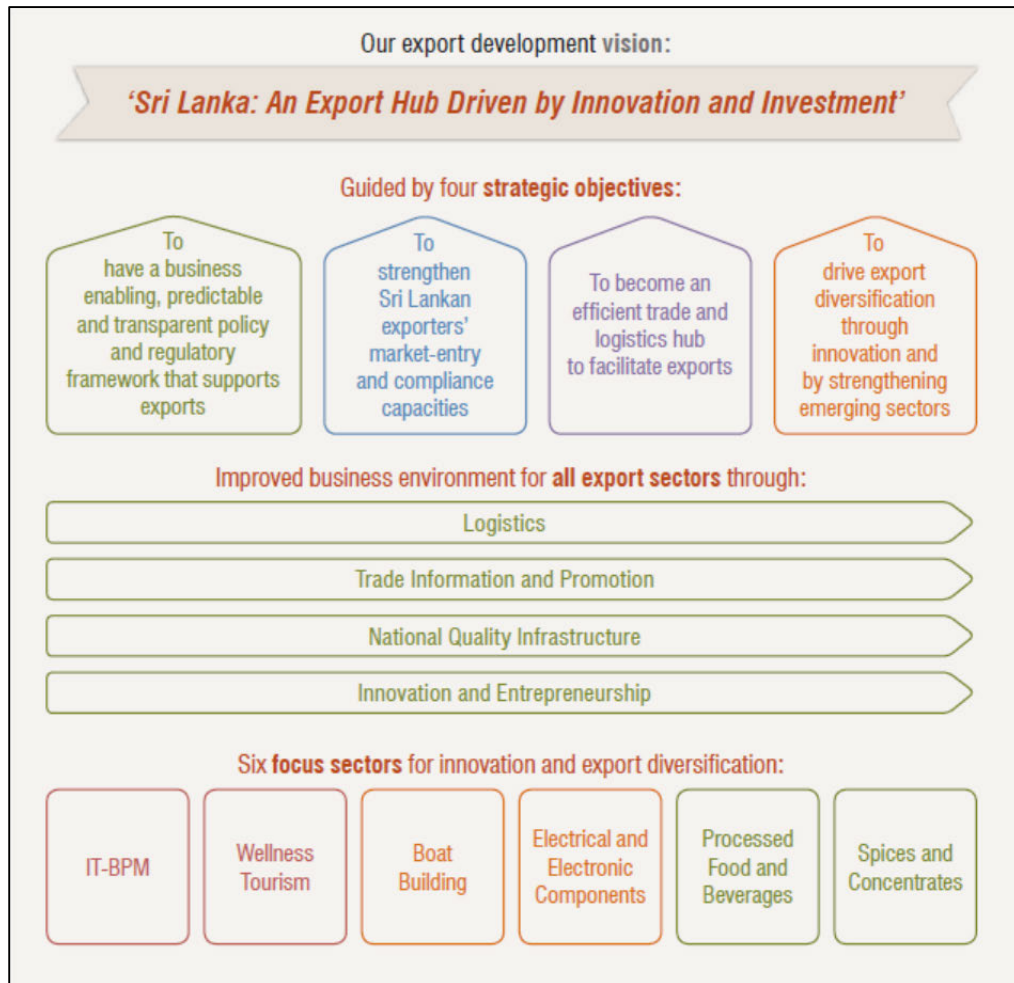 Our export development vision:
‘Sri Lanka: An Export Hub Driven by Innovation and Investment’
Guided by four strategic objectives:
To
have a business
enabling, predictable
and transparent policy
and regulatory
framework that supports
exports
To
strengthen
Sri Lankan
exporters’
market-entry
and compliance
capacities
To become an
efficient trade and
logistics hub
to facilitate exports
To
drive export
diversification
through
innovation and
by strengthening
emerging sectors
Improved business environment for all export sectors through:
Logistics
Trade Information and Promotion
National Quality Infrastructure
Innovation and Entrepreneurship
Six focus sectors for innovation and export diversification:
IT-BPM
Wellness
Tourism
Boat
Building
Electrical and
Electronic
Components
Processed
Food and
Beverages
Spices and
Concentrates